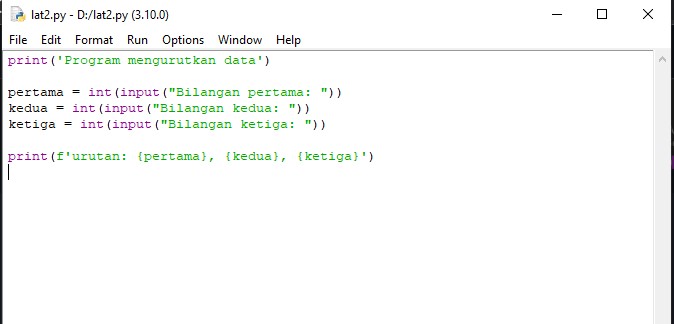 lat2.py - D:/lat2.py (3.10.0)
File Edit Format Run Options Window Help
print('Program mengurutkan data')
pertama = int(input("Bilangan pertama: "))
kedua = int(input("Bilangan kedua: "))
ketiga = int(input("Bilangan ketiga: "))
print(f'urutan: {pertama}, {kedua}, {ketiga}')